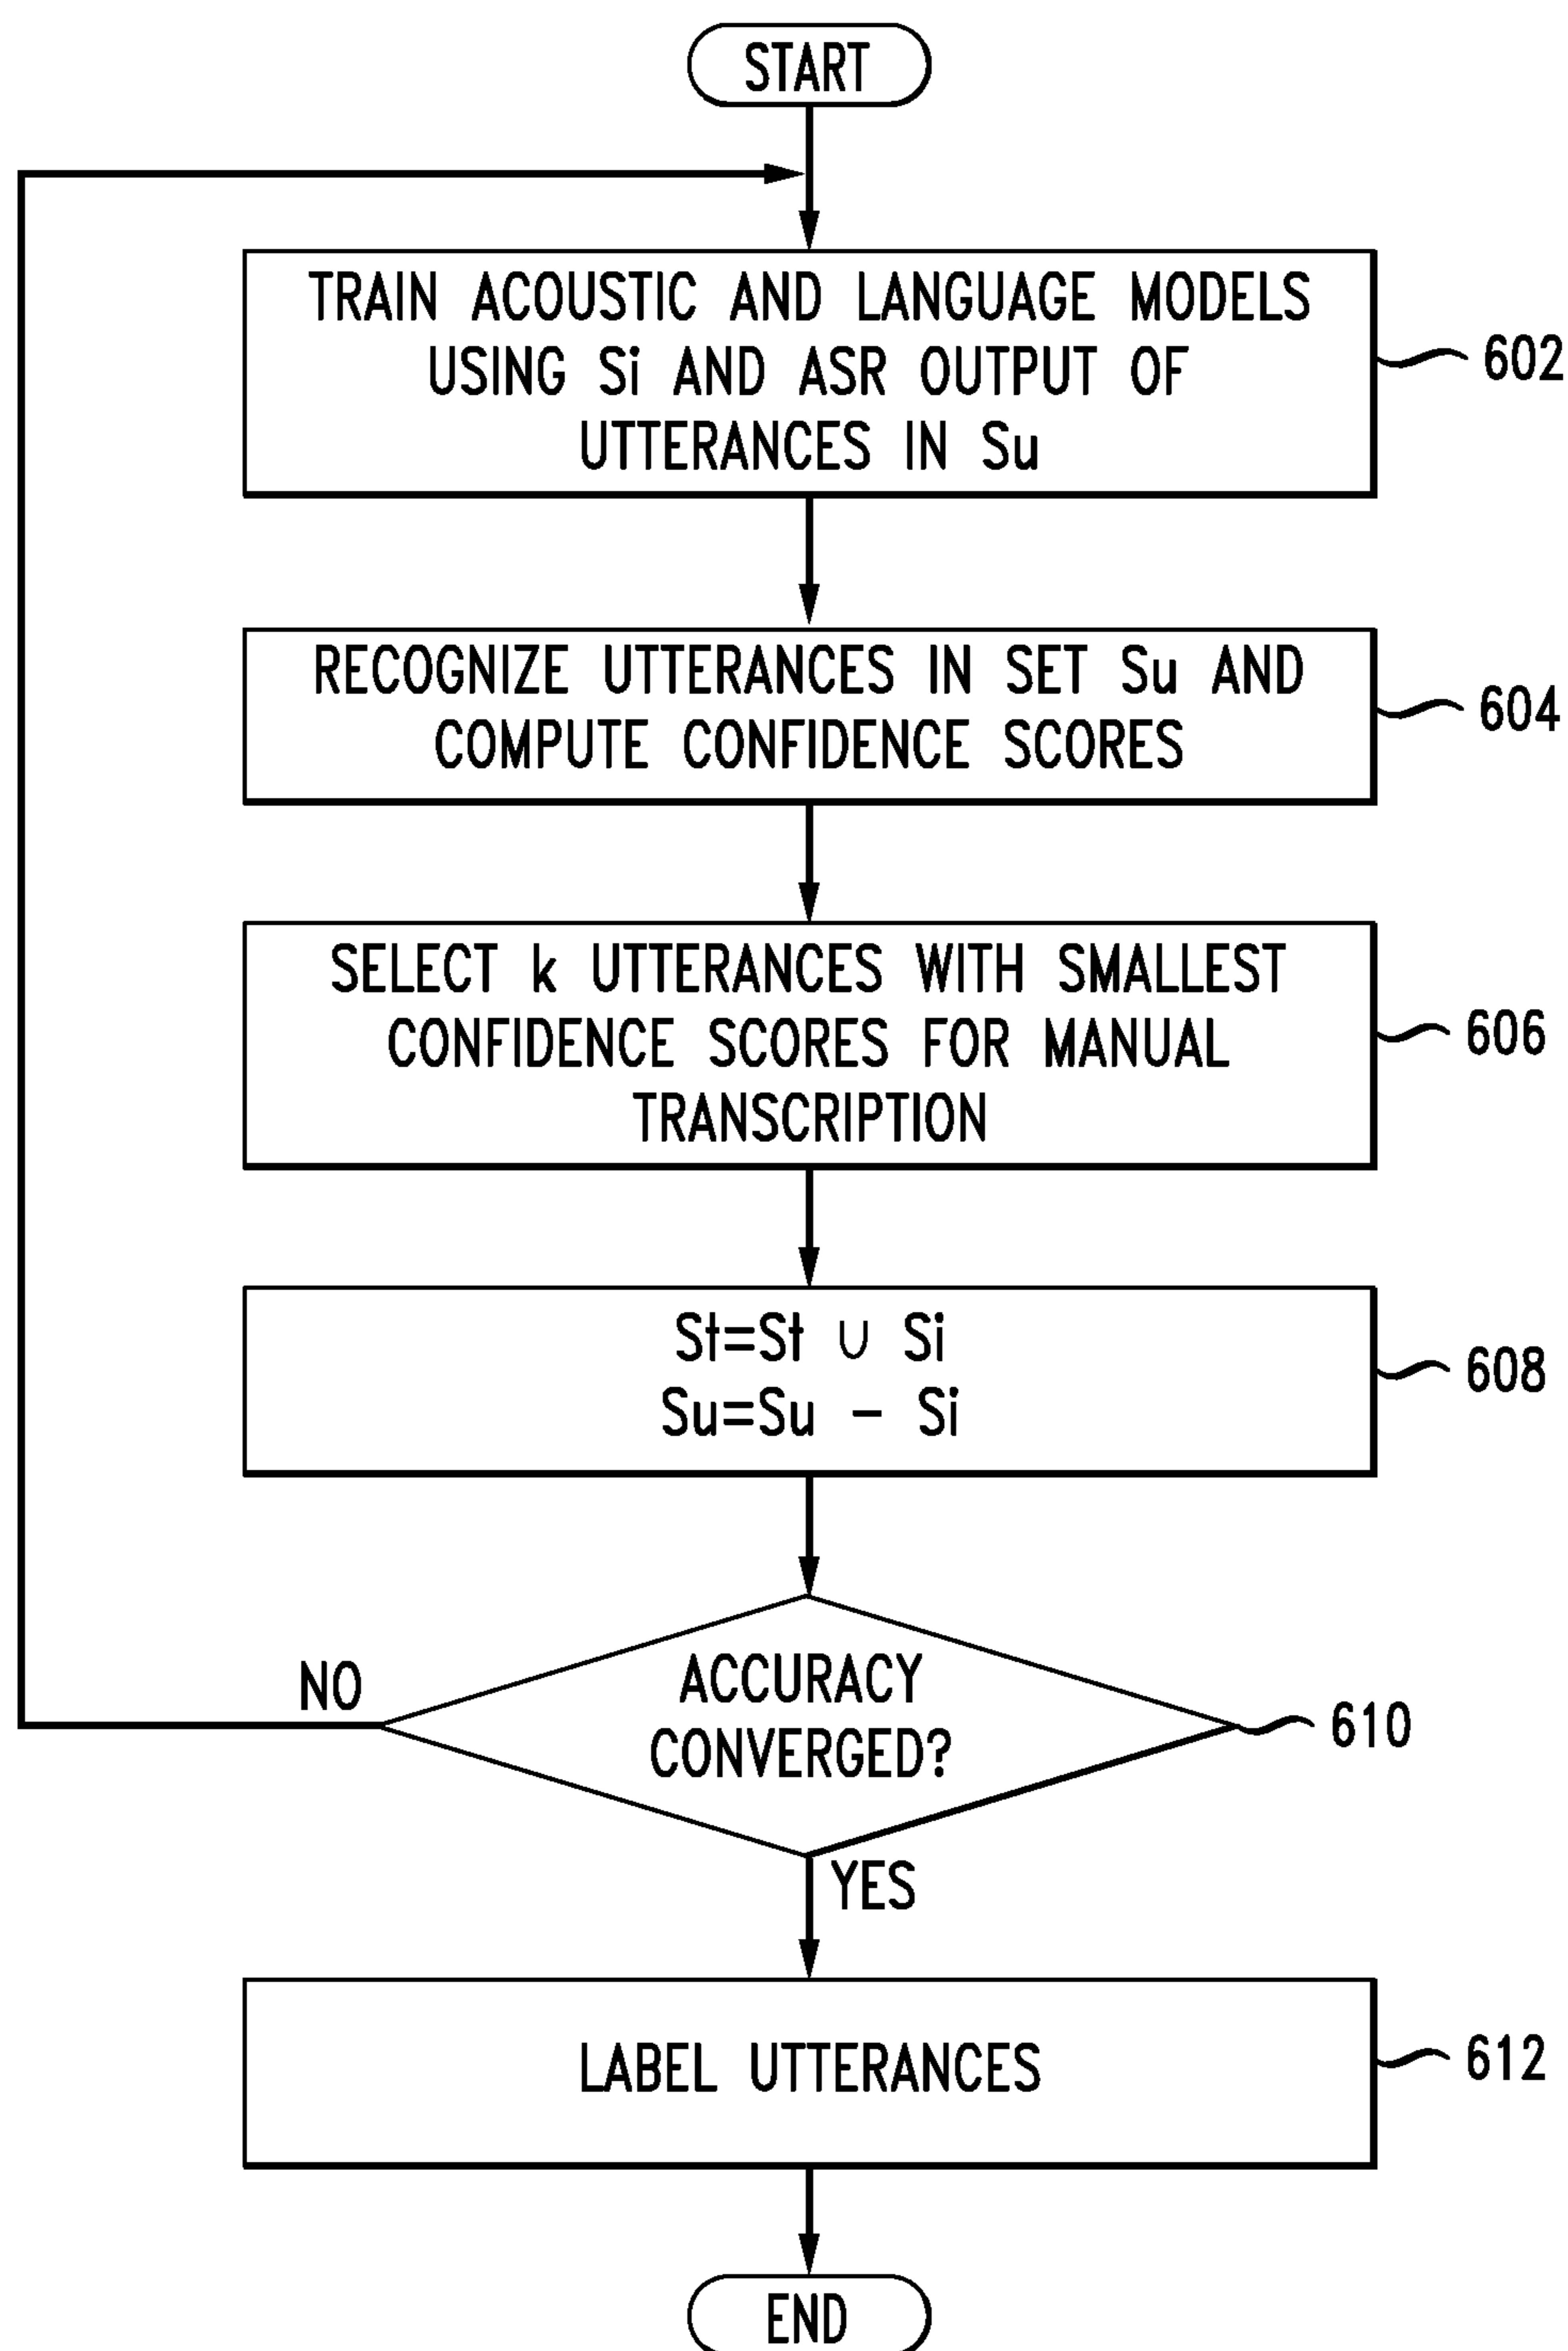 START
TRAIN ACOUSTIC AND LANGUAGE MODELS
USING Si AND ASR OUTPUT OF
UTTERANCES IN Su
602
RECOGNIZE UTTERANCES IN SET Su AND
COMPUTE CONFIDENCE SCORES
604
SELECT k UTTERANCES WITH SMALLEST
CONFIDENCE SCORES FOR MANUAL
TRANSCRIPTION
606
St=St ∪ Si
Su=Su - Si
608
ACCURACY
CONVERGED?
610
NO
YES
LABEL UTTERANCES
612
END